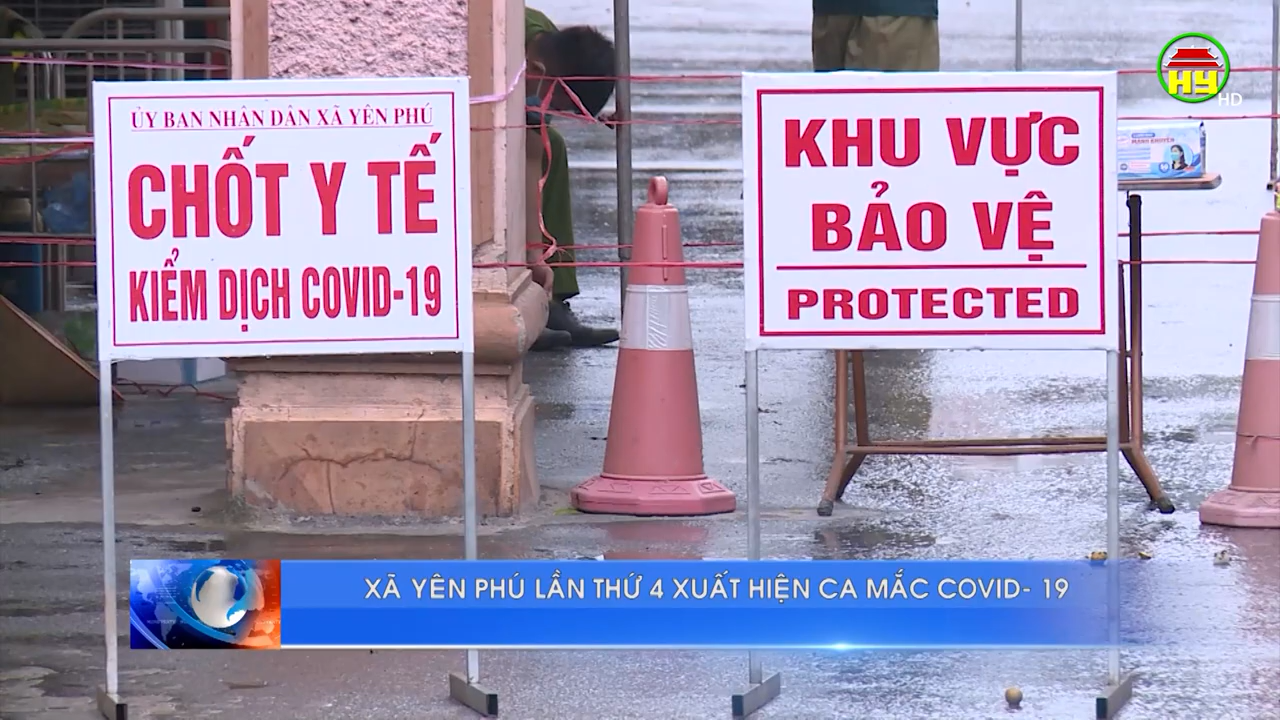 ỦY BAN NHÂN DÂN XÃ YÊN PHÚ
CHỐT Y TẾ
KIỂM DỊCH COVID-19
KHU VỰC
BẢO VỆ
PROTECTED
HY
HD
XÃ YÊN PHÚ LẦN THỨ 4 XUẤT HIỆN CA MẮC COVID- 19